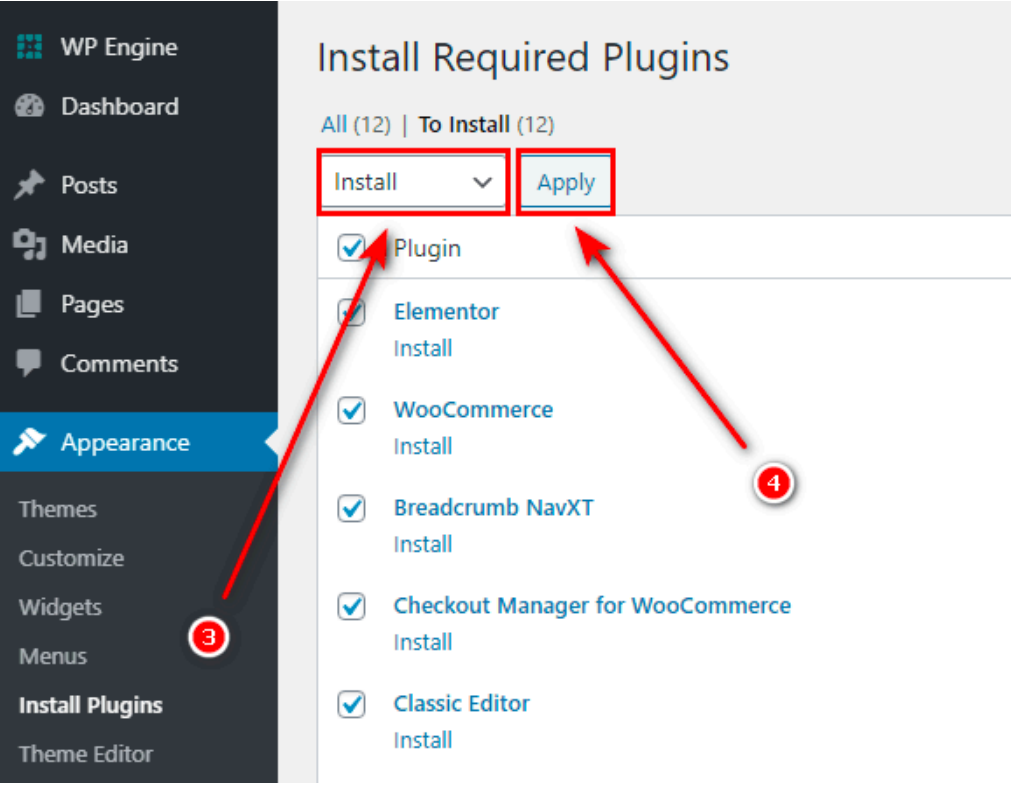 WP Engine
Dashboard
Posts
Media
Pages
Comments
Appearance
Themes
Customize
Widgets
Menus
Install Plugins
Theme Editor
3
Install Required Plugins
All (12) | To Install (12)
Install Apply
Plugin
Elementor
Install
WooCommerce
Install
4
Breadcrumb NavXT
Install
Checkout Manager for WooCommerce
Install
Classic Editor
Install